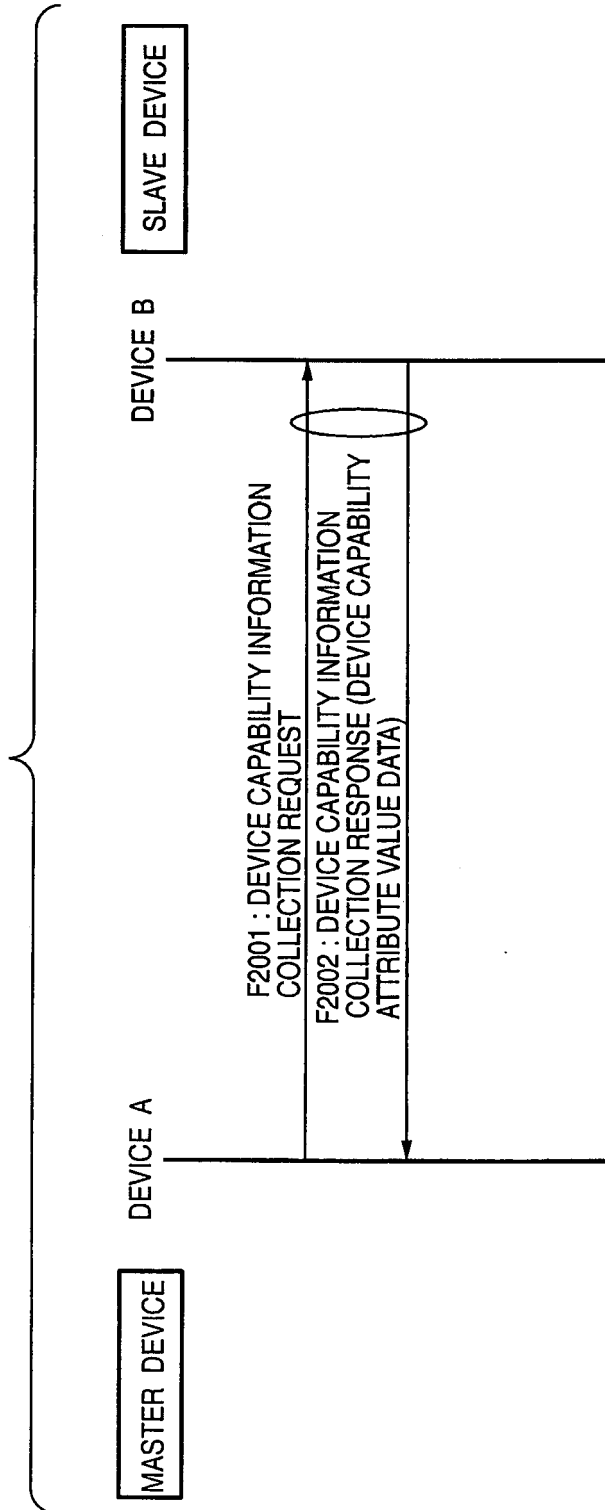 MASTER DEVICE
DEVICE A
DEVICE B
SLAVE DEVICE
F2001 : DEVICE CAPABILITY INFORMATION
COLLECTION REQUEST
F2002 : DEVICE CAPABILITY INFORMATION
COLLECTION RESPONSE (DEVICE CAPABILITY
ATTRIBUTE VALUE DATA)